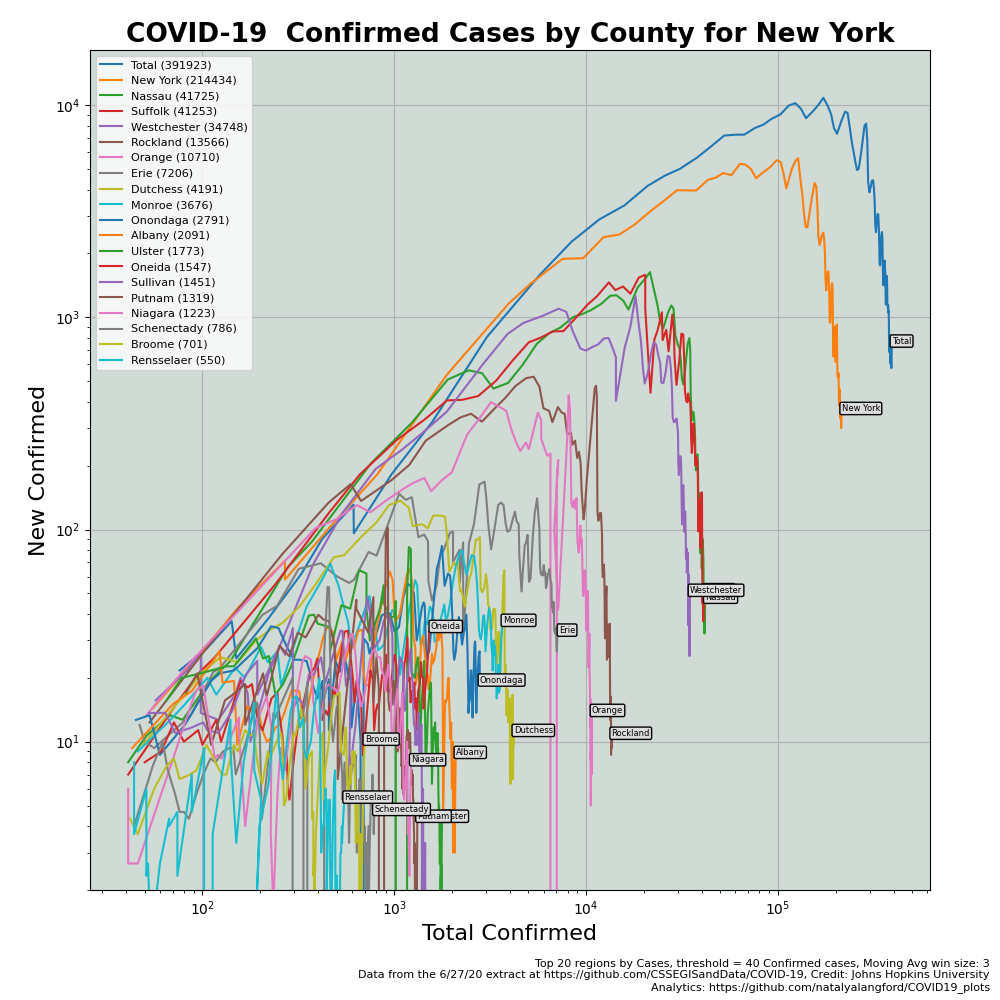 COVID-19  Confirmed Cases by County for New York
Total (391923)
New York (214434)
Nassau (41725)
Suffolk (41253)
Westchester (34748)
Rockland (13566)
Orange (10710)
Erie (7206)
Dutchess (4191)
Monroe (3676)
Onondaga (2791)
Albany (2091)
Ulster (1773)
Oneida (1547)
Sullivan (1451)
Putnam (1319)
Niagara (1223)
Schenectady (786)
Broome (701)
Rensselaer (550)
10⁴
10³
10²
10¹
New Confirmed
Total
New York
Westchester
Nassau
Oneida
Monroe
Erie
Onondaga
Orange
Dutchess
Rockland
Broome
Niagara
Albany
Rensselaer
Schenectady
10²
10³
10⁴
10⁵
Total Confirmed
Top 20 regions by Cases, threshold = 40 Confirmed cases, Moving Avg win size: 3
Data from the 6/27/20 extract at https://github.com/CSSEGISandData/COVID-19, Credit: Johns Hopkins University
Analytics: https://github.com/natalyalangford/COVID19_plots